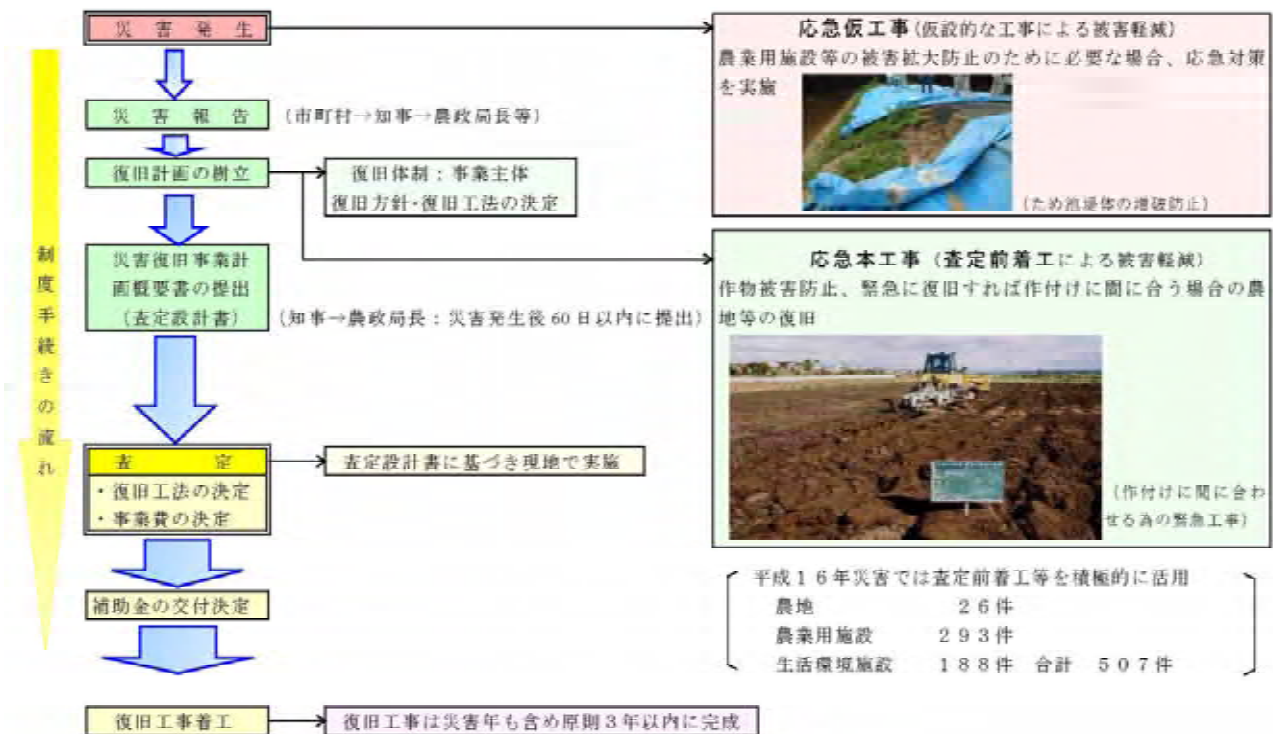 災害発生
応急仮工事(仮設的な工事による被害軽減)
農業用施設等の被害拡大防止のために必要な場合、応急対策
を実施
(ため池堤体の増破防止)
災害報告
(市町村→知事→農政局長等)
復旧計画の樹立
復旧体制:事業主体
復旧方針・復旧工法の決定
制度手続きの流れ
災害復旧事業計
画概要書の提出
(査定設計書)
(知事→農政局長:災害発生後60日以内に提出)
応急本工事(査定前着工による被害軽減)
作物被害防止、緊急に復旧すれば作付けに間に合う場合の農
地等の復旧
(作付けに間に合わ
せる為の緊急工事)
査定
・復旧工法の決定
・事業費の決定
査定設計書に基づき現地で実施
補助金の交付決定
平成16年災害では査定前着工等を積極的に活用
農地 26件
農業用施設 293件
生活環境施設 188件 合計 507件
復旧工事着工
復旧工事は災害年も含め原則3年以内に完成